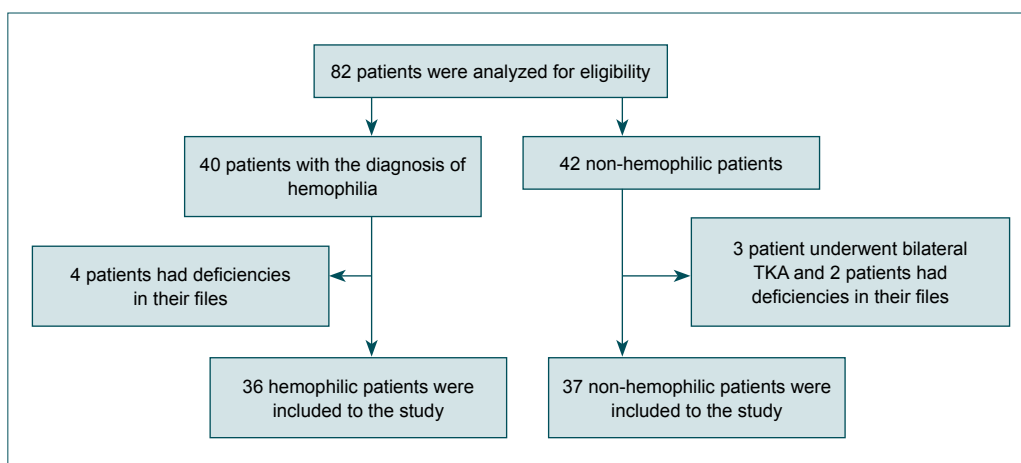 82 patients were analyzed for eligibility
40 patients with the diagnosis of
hemophilia
42 non-hemophilic patients
4 patients had deficiencies
in their files
3 patient underwent bilateral
TKA and 2 patients had
deficiencies in their files
36 hemophilic patients were
included to the study
37 non-hemophilic patients were
included to the study